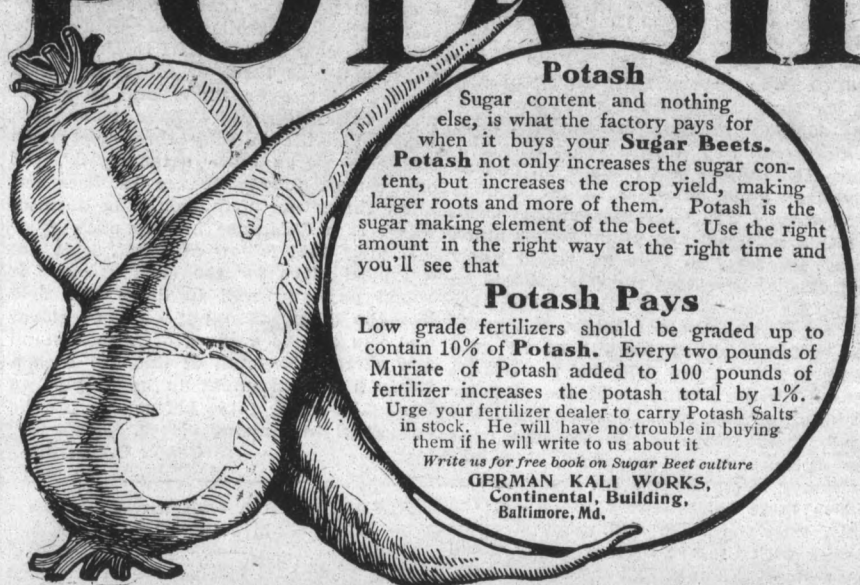 POTASH
Potash
Sugar content and nothing
else, is what the factory pays for
when it buys your Sugar Beets.
Potash not only increases the sugar con-
tent, but increases the crop yield, making
larger roots and more of them. Potash is the
sugar making element of the beet. Use the right
amount in the right way at the right time and
you'll see that
Potash Pays
Low grade fertilizers should be graded up to
contain 10% of Potash. Every two pounds of
Muriate of Potash added to 100 pounds of
fertilizer increases the potash total by 1%.
Urge your fertilizer dealer to carry Potash Salts
in stock. He will have no trouble in buying
them if he will write to us about it
Write us for free book on Sugar Beet culture
GERMAN KALI WORKS,
Continental, Building,
Baltimore, Md.